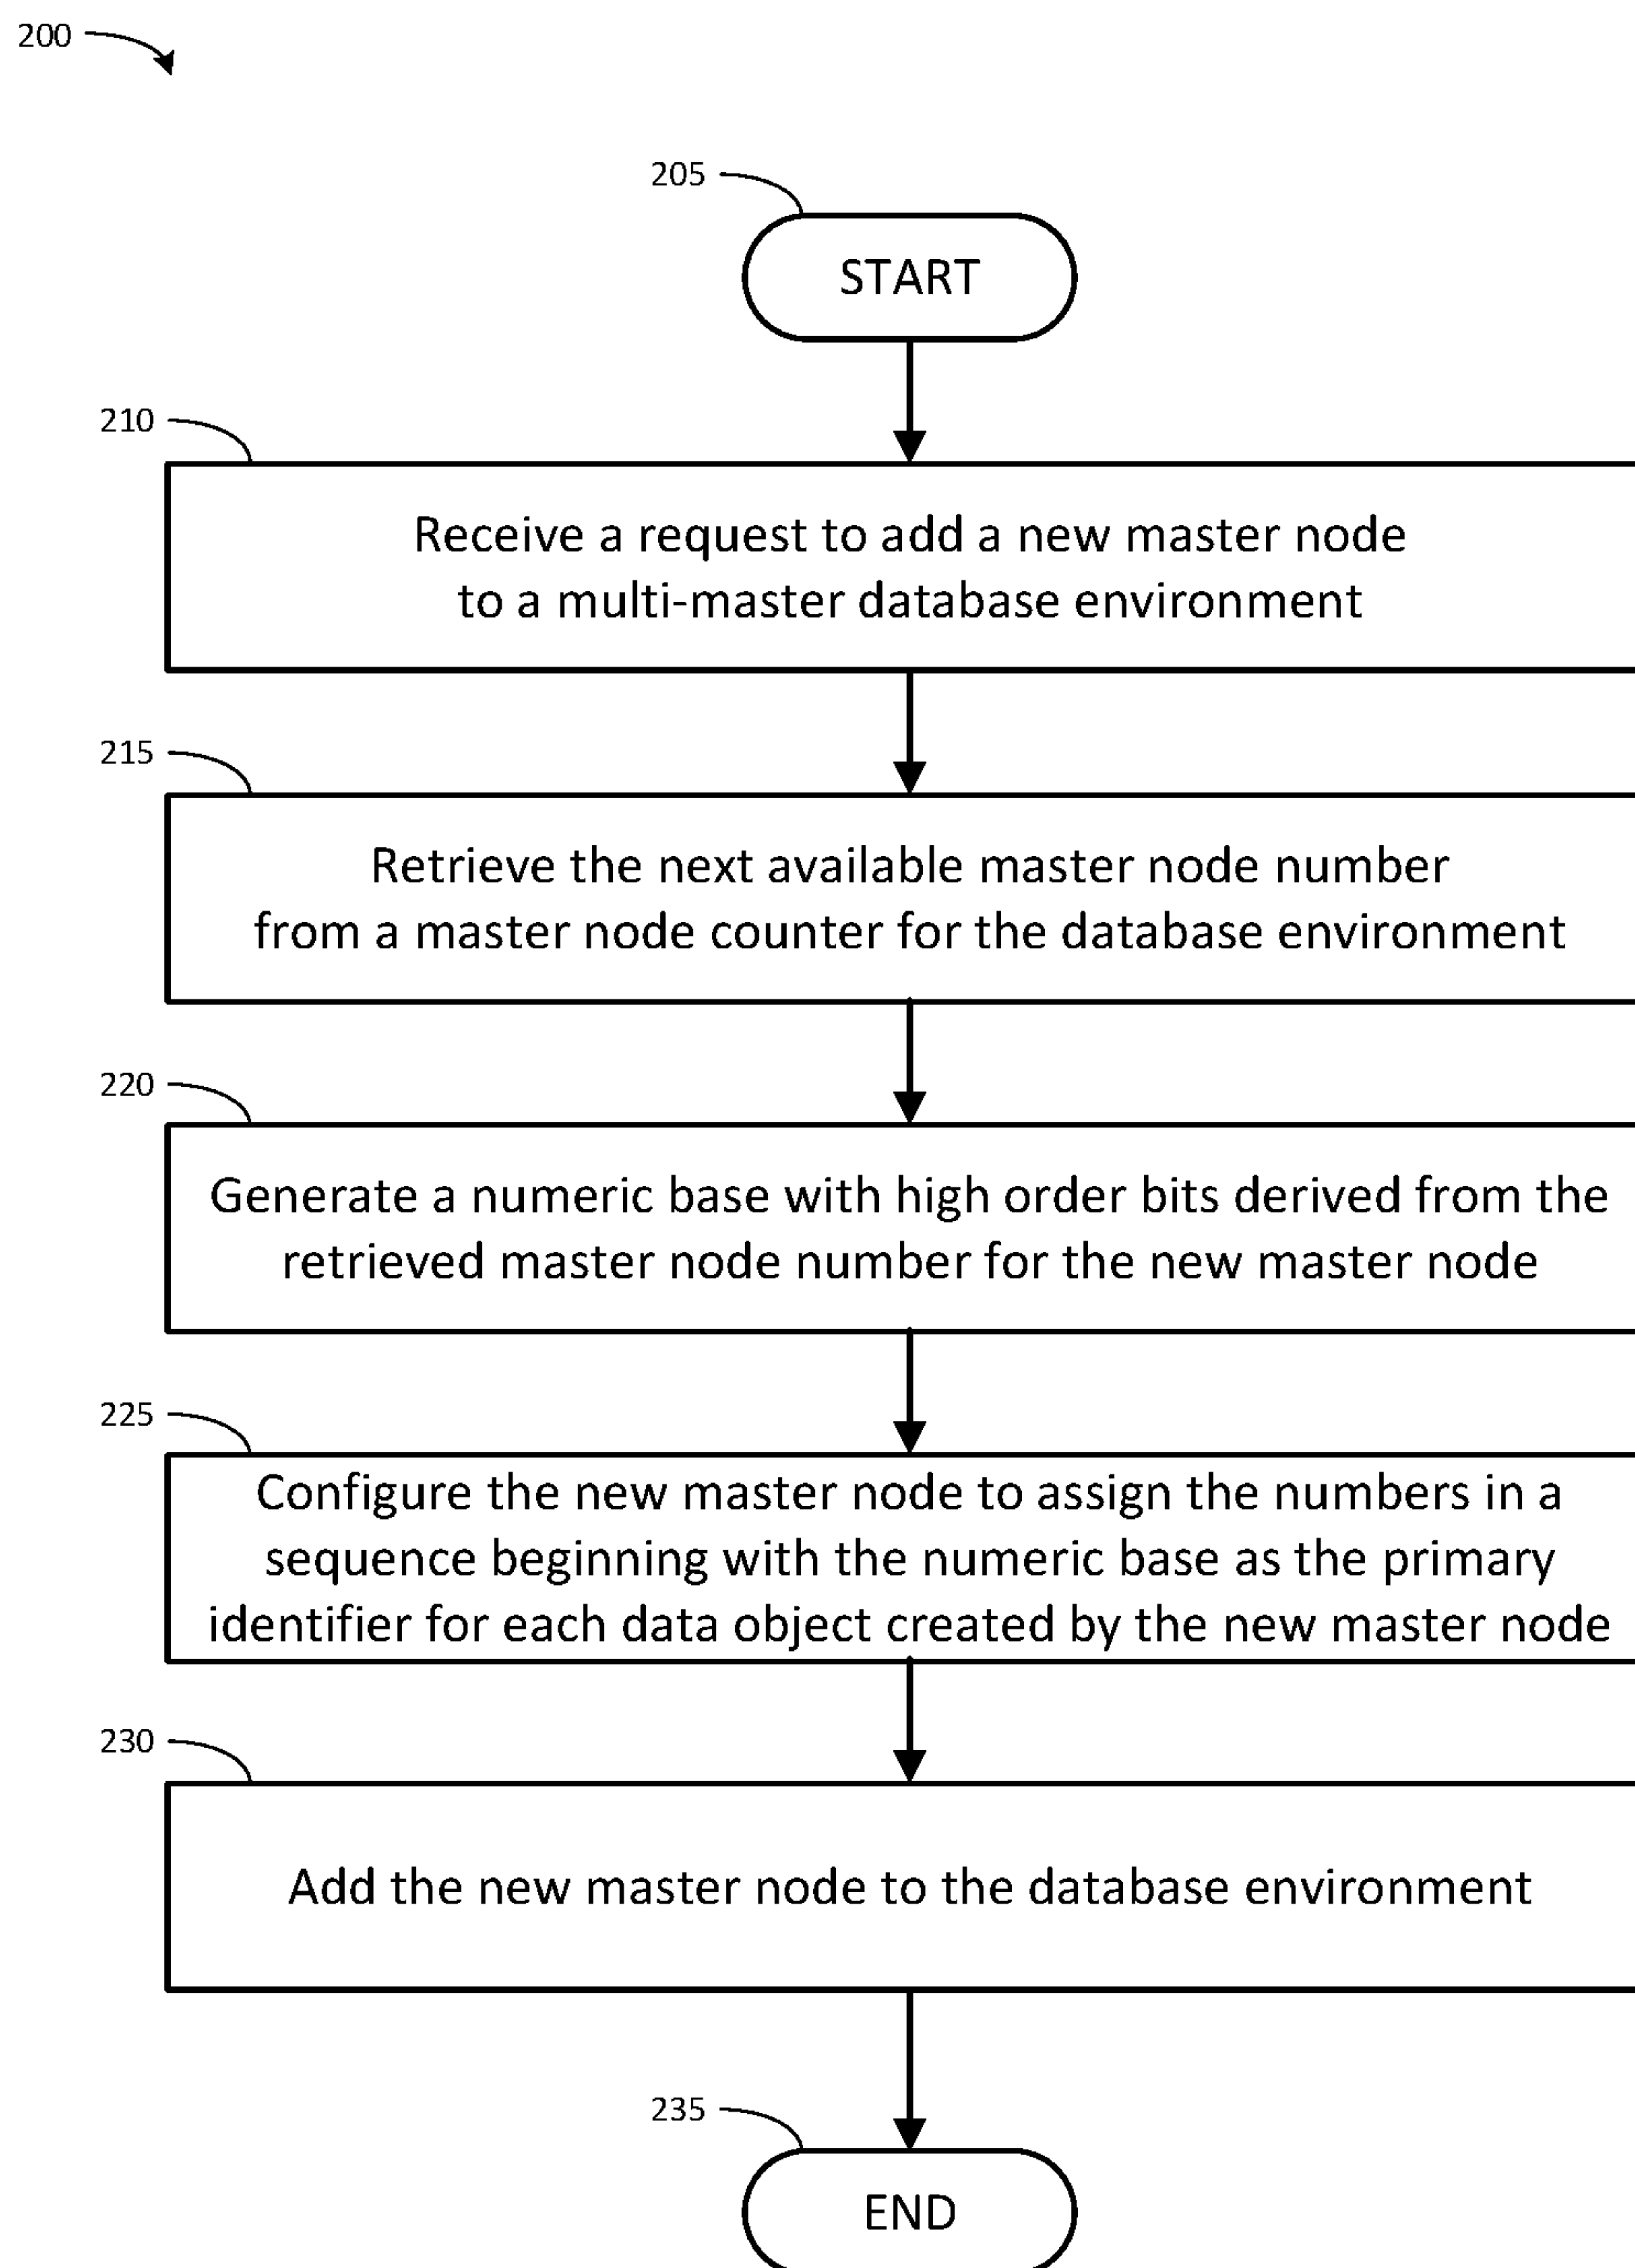 200
205
START
210
Receive a request to add a new master node
to a multi-master database environment
215
Retrieve the next available master node number
from a master node counter for the database environment
220
Generate a numeric base with high order bits derived from the
retrieved master node number for the new master node
225
Configure the new master node to assign the numbers in a
sequence beginning with the numeric base as the primary
identifier for each data object created by the new master node
230
Add the new master node to the database environment
235
END